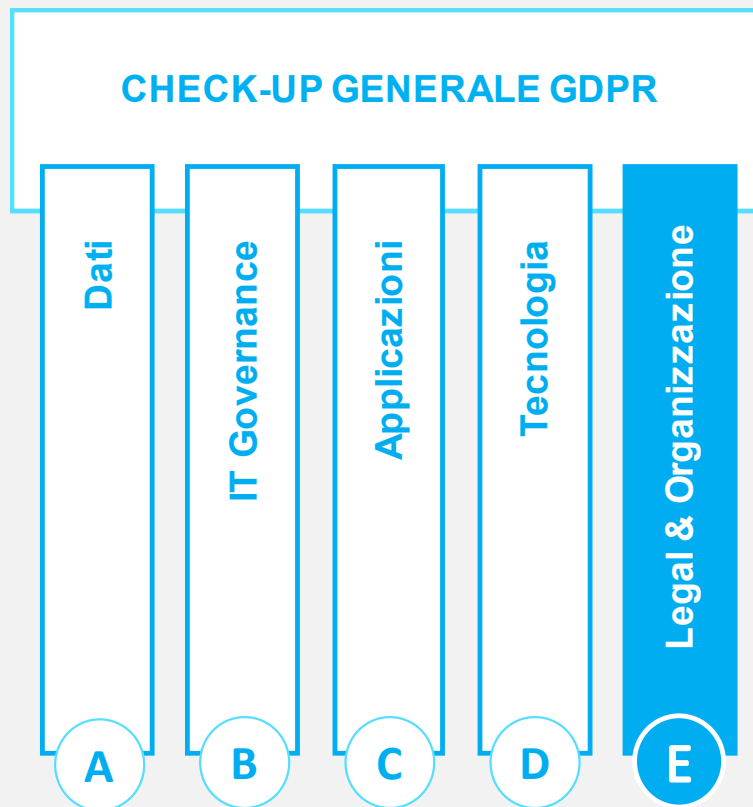 CHECK-UP GENERALE GDPR
Dati
IT Governance
Applicazioni
Tecnologia
Legal & Organizzazione
A
B
C
D
E